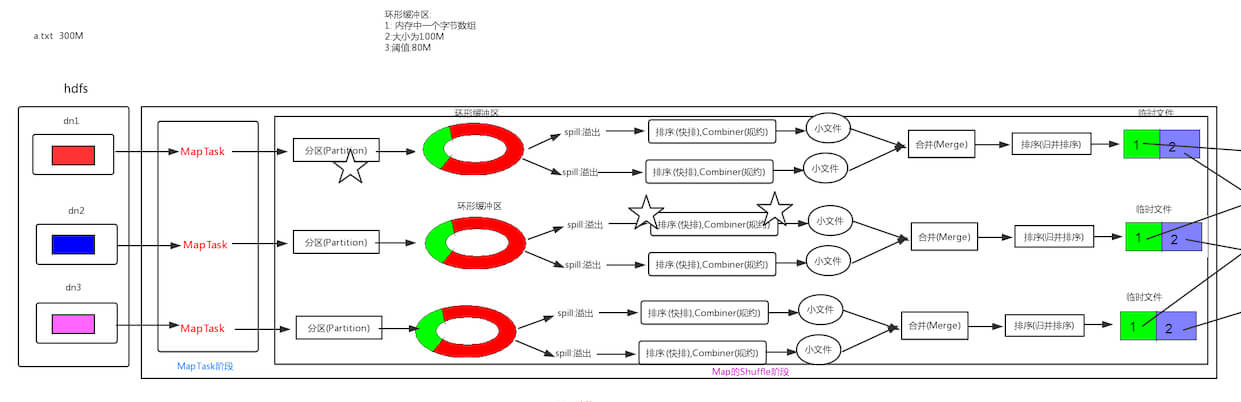 环形缓冲区:
1: 内存中一个字节数组
2:大小为100M
3:阈值:80M
a.txt 300M
hdfs
dn1
MapTask
分区(Partition)
环形缓冲区
spill:溢出
排序(快排),Combiner(规约)
小文件
spill:溢出
排序(快排),Combiner(规约)
小文件
合并(Merge)
排序(归并排序)
临时文件
1
2
dn2
MapTask
分区(Partition)
环形缓冲区
spill:溢出
排序(快排),Combiner(规约)
小文件
spill:溢出
排序(快排),Combiner(规约)
小文件
合并(Merge)
排序(归并排序)
临时文件
1
2
dn3
MapTask
分区(Partition)
spill:溢出
排序(快排),Combiner(规约)
小文件
spill:溢出
排序(快排),Combiner(规约)
小文件
合并(Merge)
排序(归并排序)
临时文件
1
2
MapTask阶段
Map的Shuffle阶段